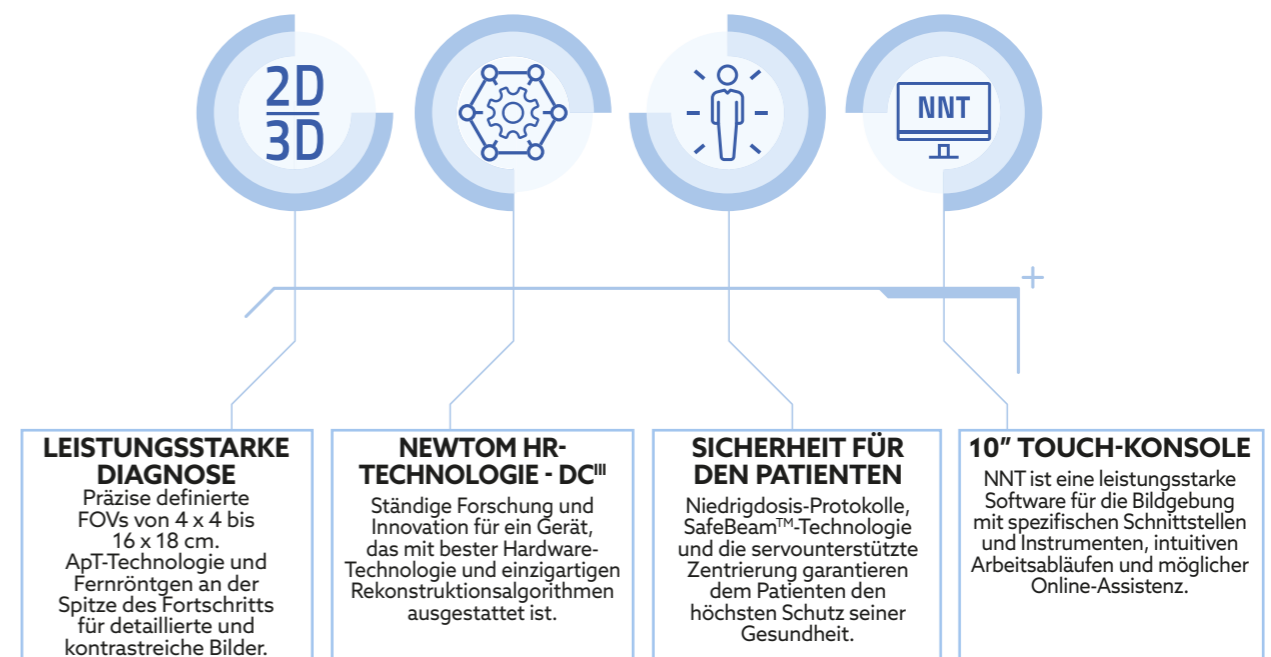 2D
3D
NNT
LEISTUNGSSTARKE
DIAGNOSE
Präzise definierte
FOVs von 4 x 4 bis
16 x 18 cm.
ApT-Technologie und
Fernröntgen an der
Spitze des Fortschritts
für detaillierte und
kontrastreiche Bilder.
NEWTOM HR-
TECHNOLOGIE - DCᴵᴵᴵ
Ständige Forschung und
Innovation für ein Gerät,
das mit bester Hardware-
Technologie und einzigartigen
Rekonstruktionsalgorithmen
ausgestattet ist.
SICHERHEIT FÜR
DEN PATIENTEN
Niedrigdosis-Protokolle,
SafeBeam™-Technologie
und die servounterstützte
Zentrierung garantieren
dem Patienten den
höchsten Schutz seiner
Gesundheit.
10” TOUCH-KONSOLE
NNT ist eine leistungsstarke
Software für die Bildgebung
mit spezifischen Schnittstellen
und Instrumenten, intuitiven
Arbeitsabläufen und möglicher
Online-Assistenz.